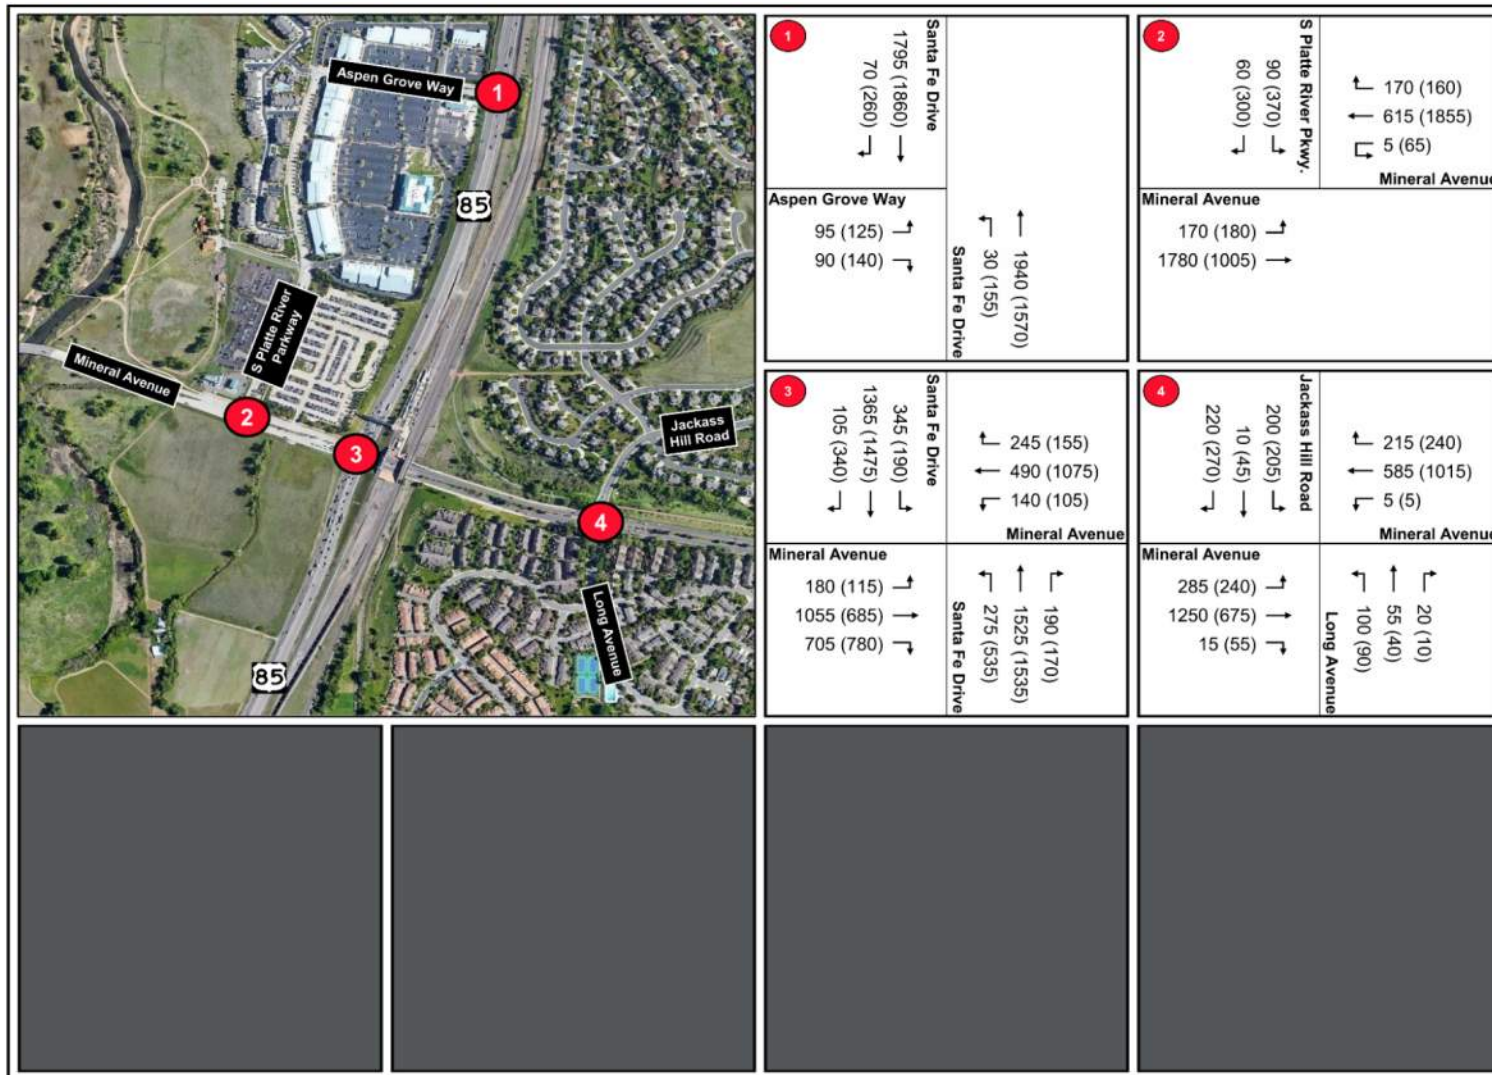 Aspen Grove Way
1
85
S Platte River
Parkway
Mineral Avenue
2
3
Jackass
Hill Road
4
Long Avenue
85
1
Santa Fe Drive
1795 (1860)
70 (260)
Aspen Grove Way
95 (125)
90 (140)
Santa Fe Drive
30 (155)
1940 (1570)
2
S Platte River Pkwy.
90 (370)
60 (300)
170 (160)
615 (1855)
5 (65)
Mineral Avenue
Mineral Avenue
170 (180)
1780 (1005)
3
Santa Fe Drive
345 (190)
1365 (1475)
105 (340)
245 (155)
490 (1075)
140 (105)
Mineral Avenue
Mineral Avenue
180 (115)
1055 (685)
705 (780)
Santa Fe Drive
275 (535)
1525 (1535)
190 (170)
4
Jackass Hill Road
200 (205)
10 (45)
220 (270)
215 (240)
585 (1015)
5 (5)
Mineral Avenue
Mineral Avenue
285 (240)
1250 (675)
15 (55)
Long Avenue
100 (90)
55 (40)
20 (10)